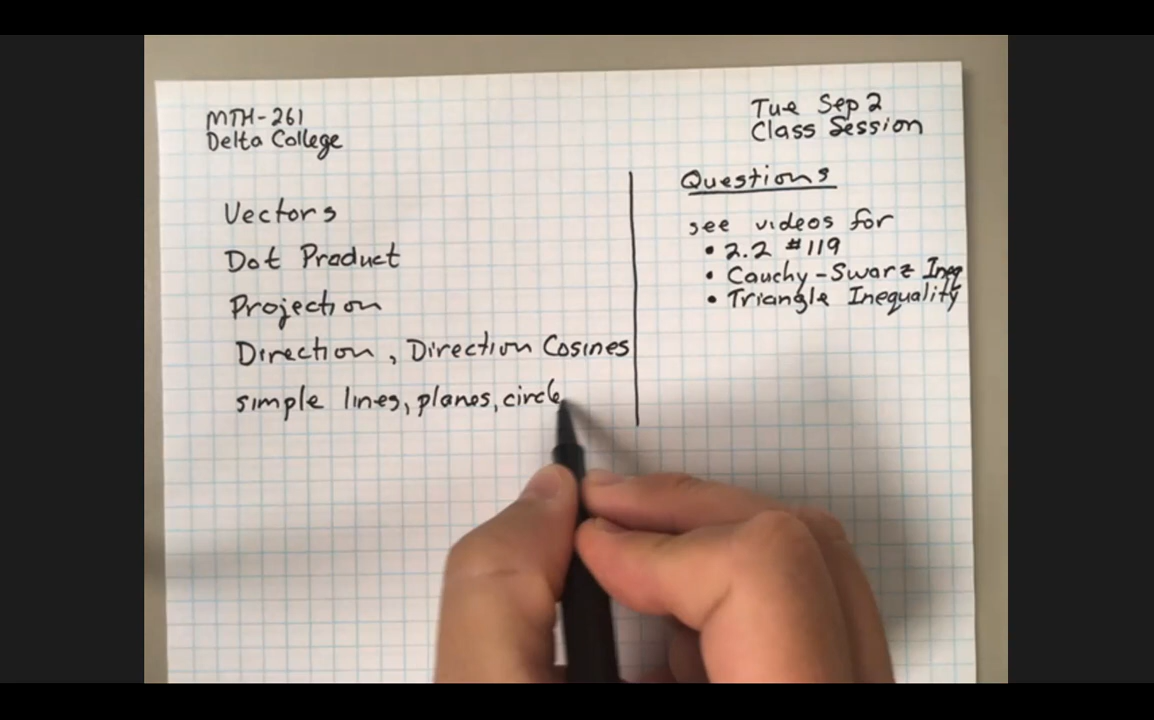 MTH-261
Delta College
Tue Sep 2
Class Session
Vectors
Dot Product
Projection
Direction, Direction Cosines
simple lines, planes, circle
Questions
see videos for
• 2.2 #119
• Cauchy-Swarz Ineq
• Triangle Inequality